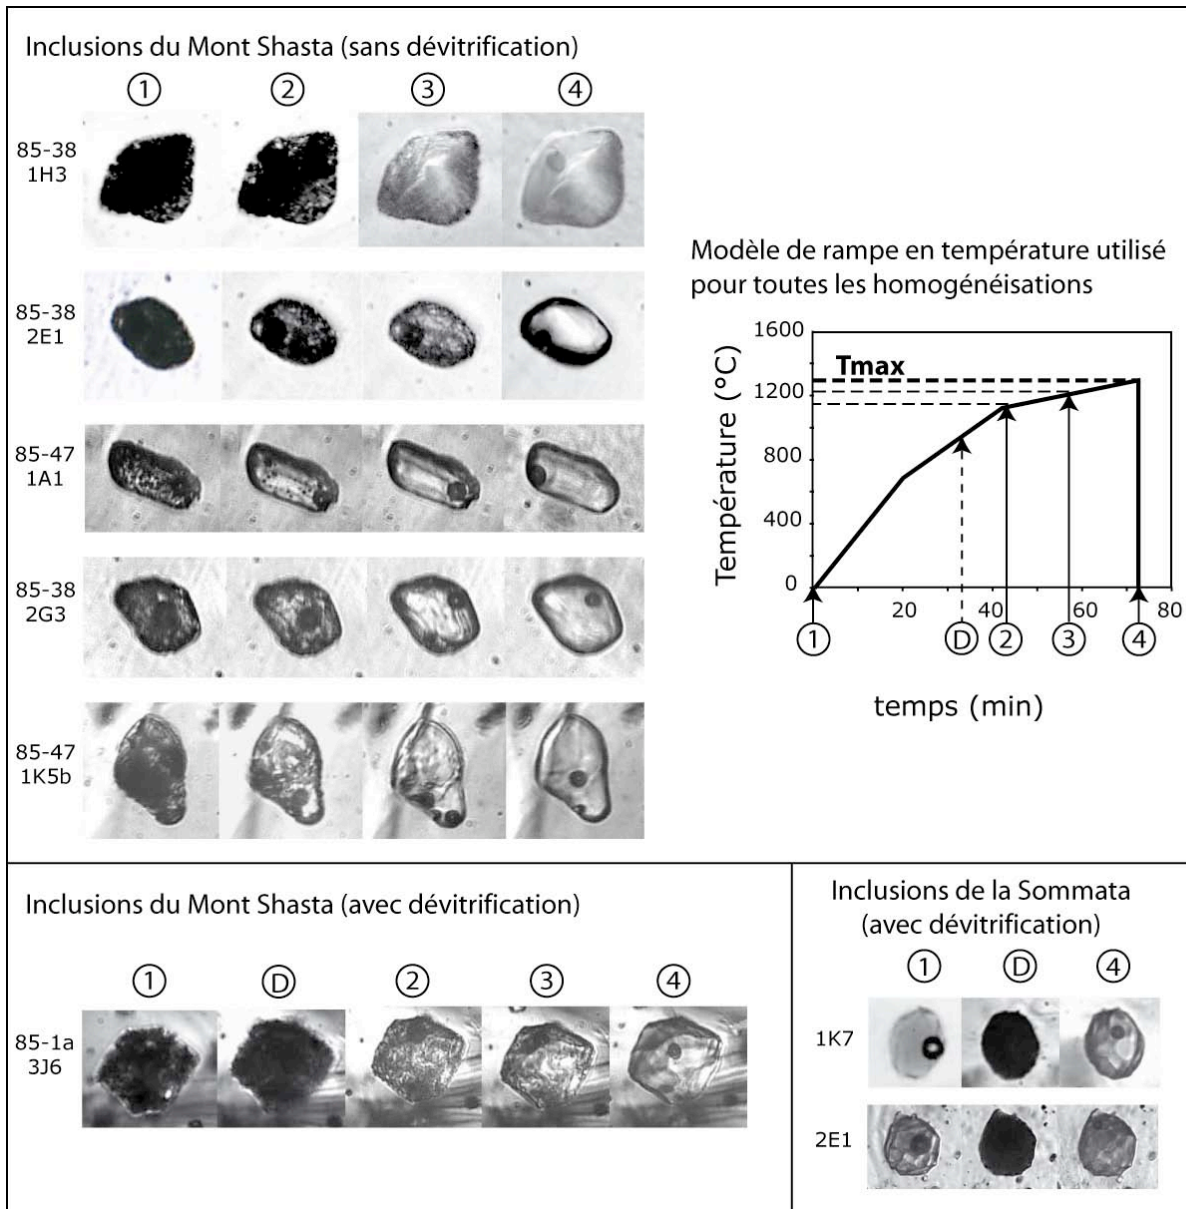 Inclusions du Mont Shasta (sans dévitrification)
1 2 3 4
85-38
1H3
85-38
2E1
85-47
1A1
85-38
2G3
85-47
1K5b
Modèle de rampe en température utilisé
pour toutes les homogénéisations
Température (°C)
1600
1200
800
400
0
Tmax
20 40 60 80
1 D 2 3 4
temps (min)
Inclusions du Mont Shasta (avec dévitrification)
1 D 2 3 4
85-1a
3J6
Inclusions de la Sommata
(avec dévitrification)
1 D 4
1K7
2E1